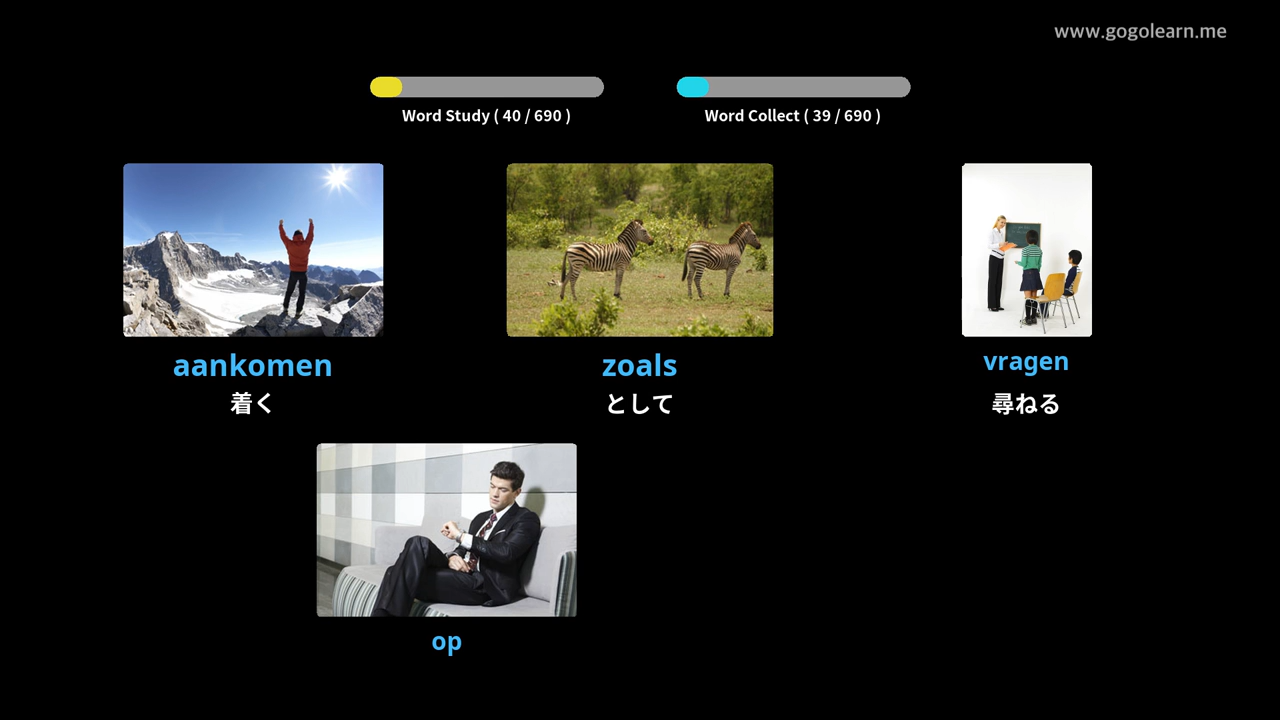 www.gogolearn.me
Word Study ( 40 / 690 )
Word Collect ( 39 / 690 )
aankomen
着く
zoals
として
vragen
尋ねる
op